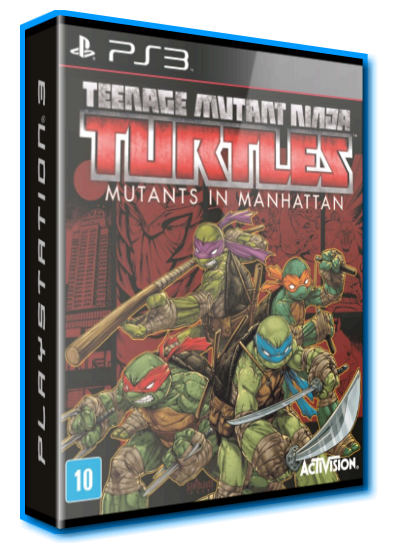 PS3
TEENAGE MUTANT NINJA
TURTLES
MUTANTS IN MANHATTAN
PLAYSTATION 3
10
ACTIVISION